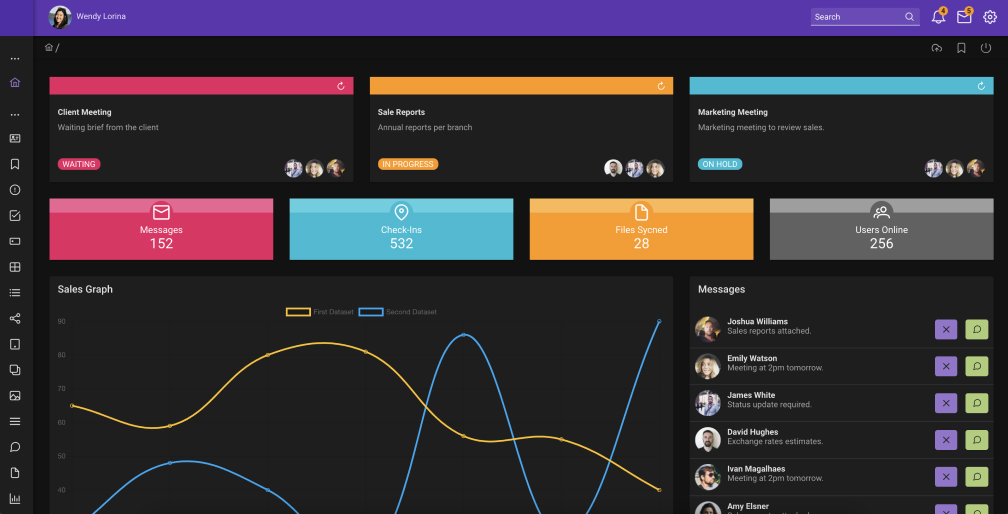 Wendy Lorina
Search
4
5
/
Client Meeting
Waiting brief from the client
WAITING
Sale Reports
Annual reports per branch
IN PROGRESS
Marketing Meeting
Marketing meeting to review sales.
ON HOLD
Messages
152
Check-Ins
532
Files Sycned
28
Users Online
256
Sales Graph
First Dataset
Second Dataset
90
80
70
60
50
40
Messages
Joshua Williams
Sales reports attached.
Emily Watson
Meeting at 2pm tomorrow.
James White
Status update required.
David Hughes
Exchange rates estimates.
Ivan Magalhaes
Meeting at 2pm tomorrow.
Amy Elsner